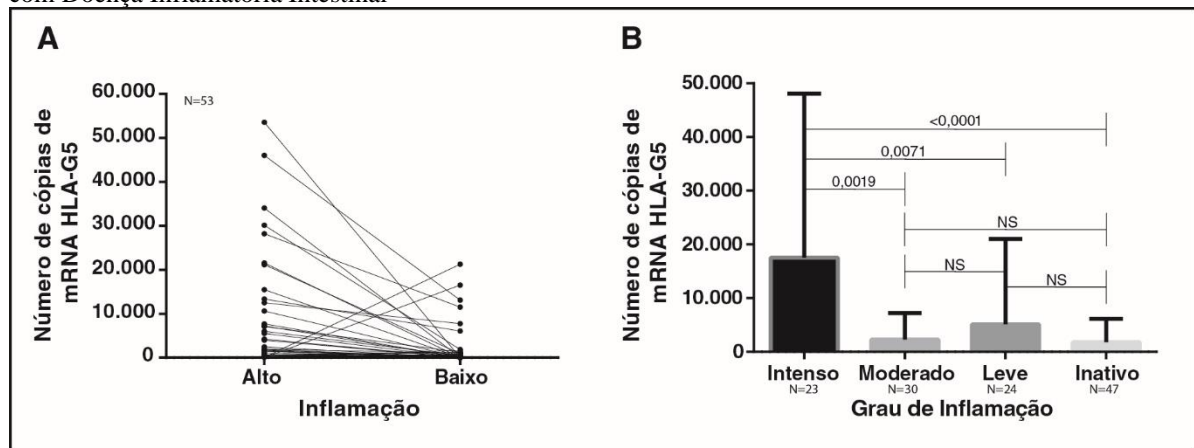 com Doença Inflamatória Intestinal
A
Número de cópias de
mRNA HLA-G5
60.000
50.000
40.000
30.000
20.000
10.000
0
N=53
Alto
Baixo
Inflamação
B
Número de cópias de
mRNA HLA-G5
50.000
40.000
30.000
20.000
10.000
0
<0,0001
0,0071
0,0019
NS
NS
NS
Intenso
Moderado
Leve
Inativo
N=23
N=30
N=24
N=47
Grau de Inflamação